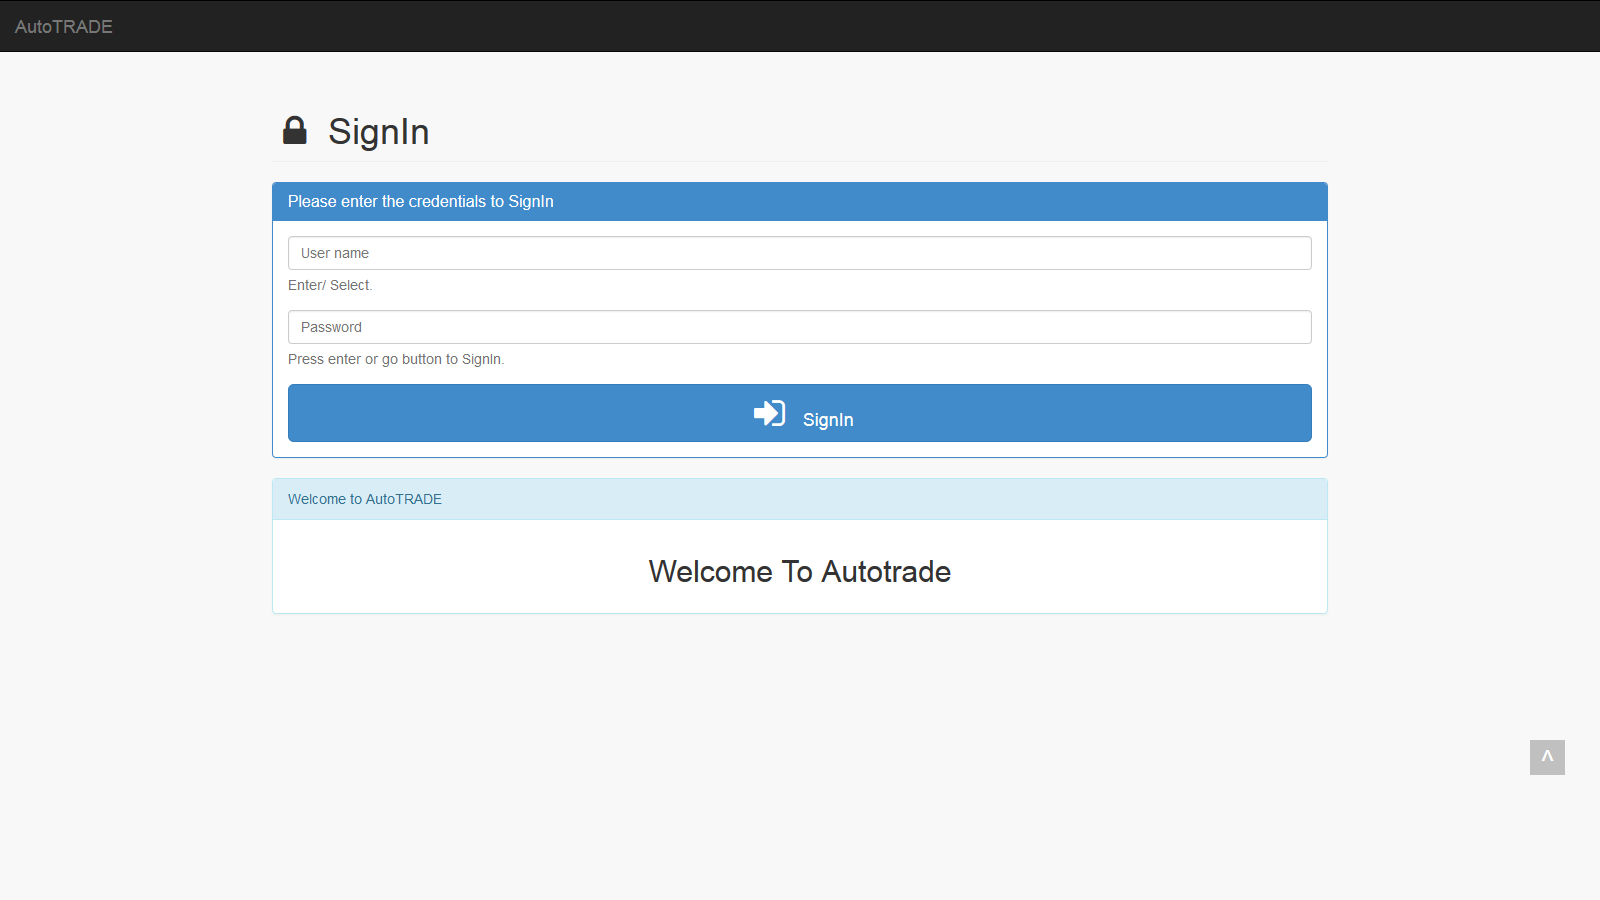 AutoTRADE
SignIn
Please enter the credentials to SignIn
User name
Enter/ Select.
Password
Press enter or go button to SignIn.
SignIn
Welcome to AutoTRADE
Welcome To Autotrade
^